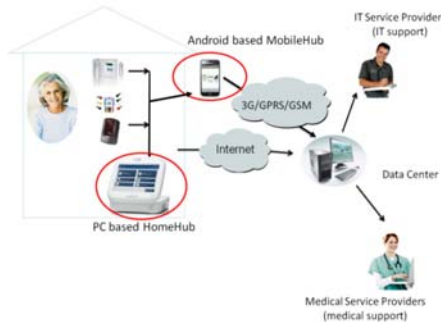 Android based MobileHub
IT Service Provider
(IT support)
3G/GPRS/GSM
Internet
Data Center
PC based HomeHub
Medical Service Providers
(medical support)